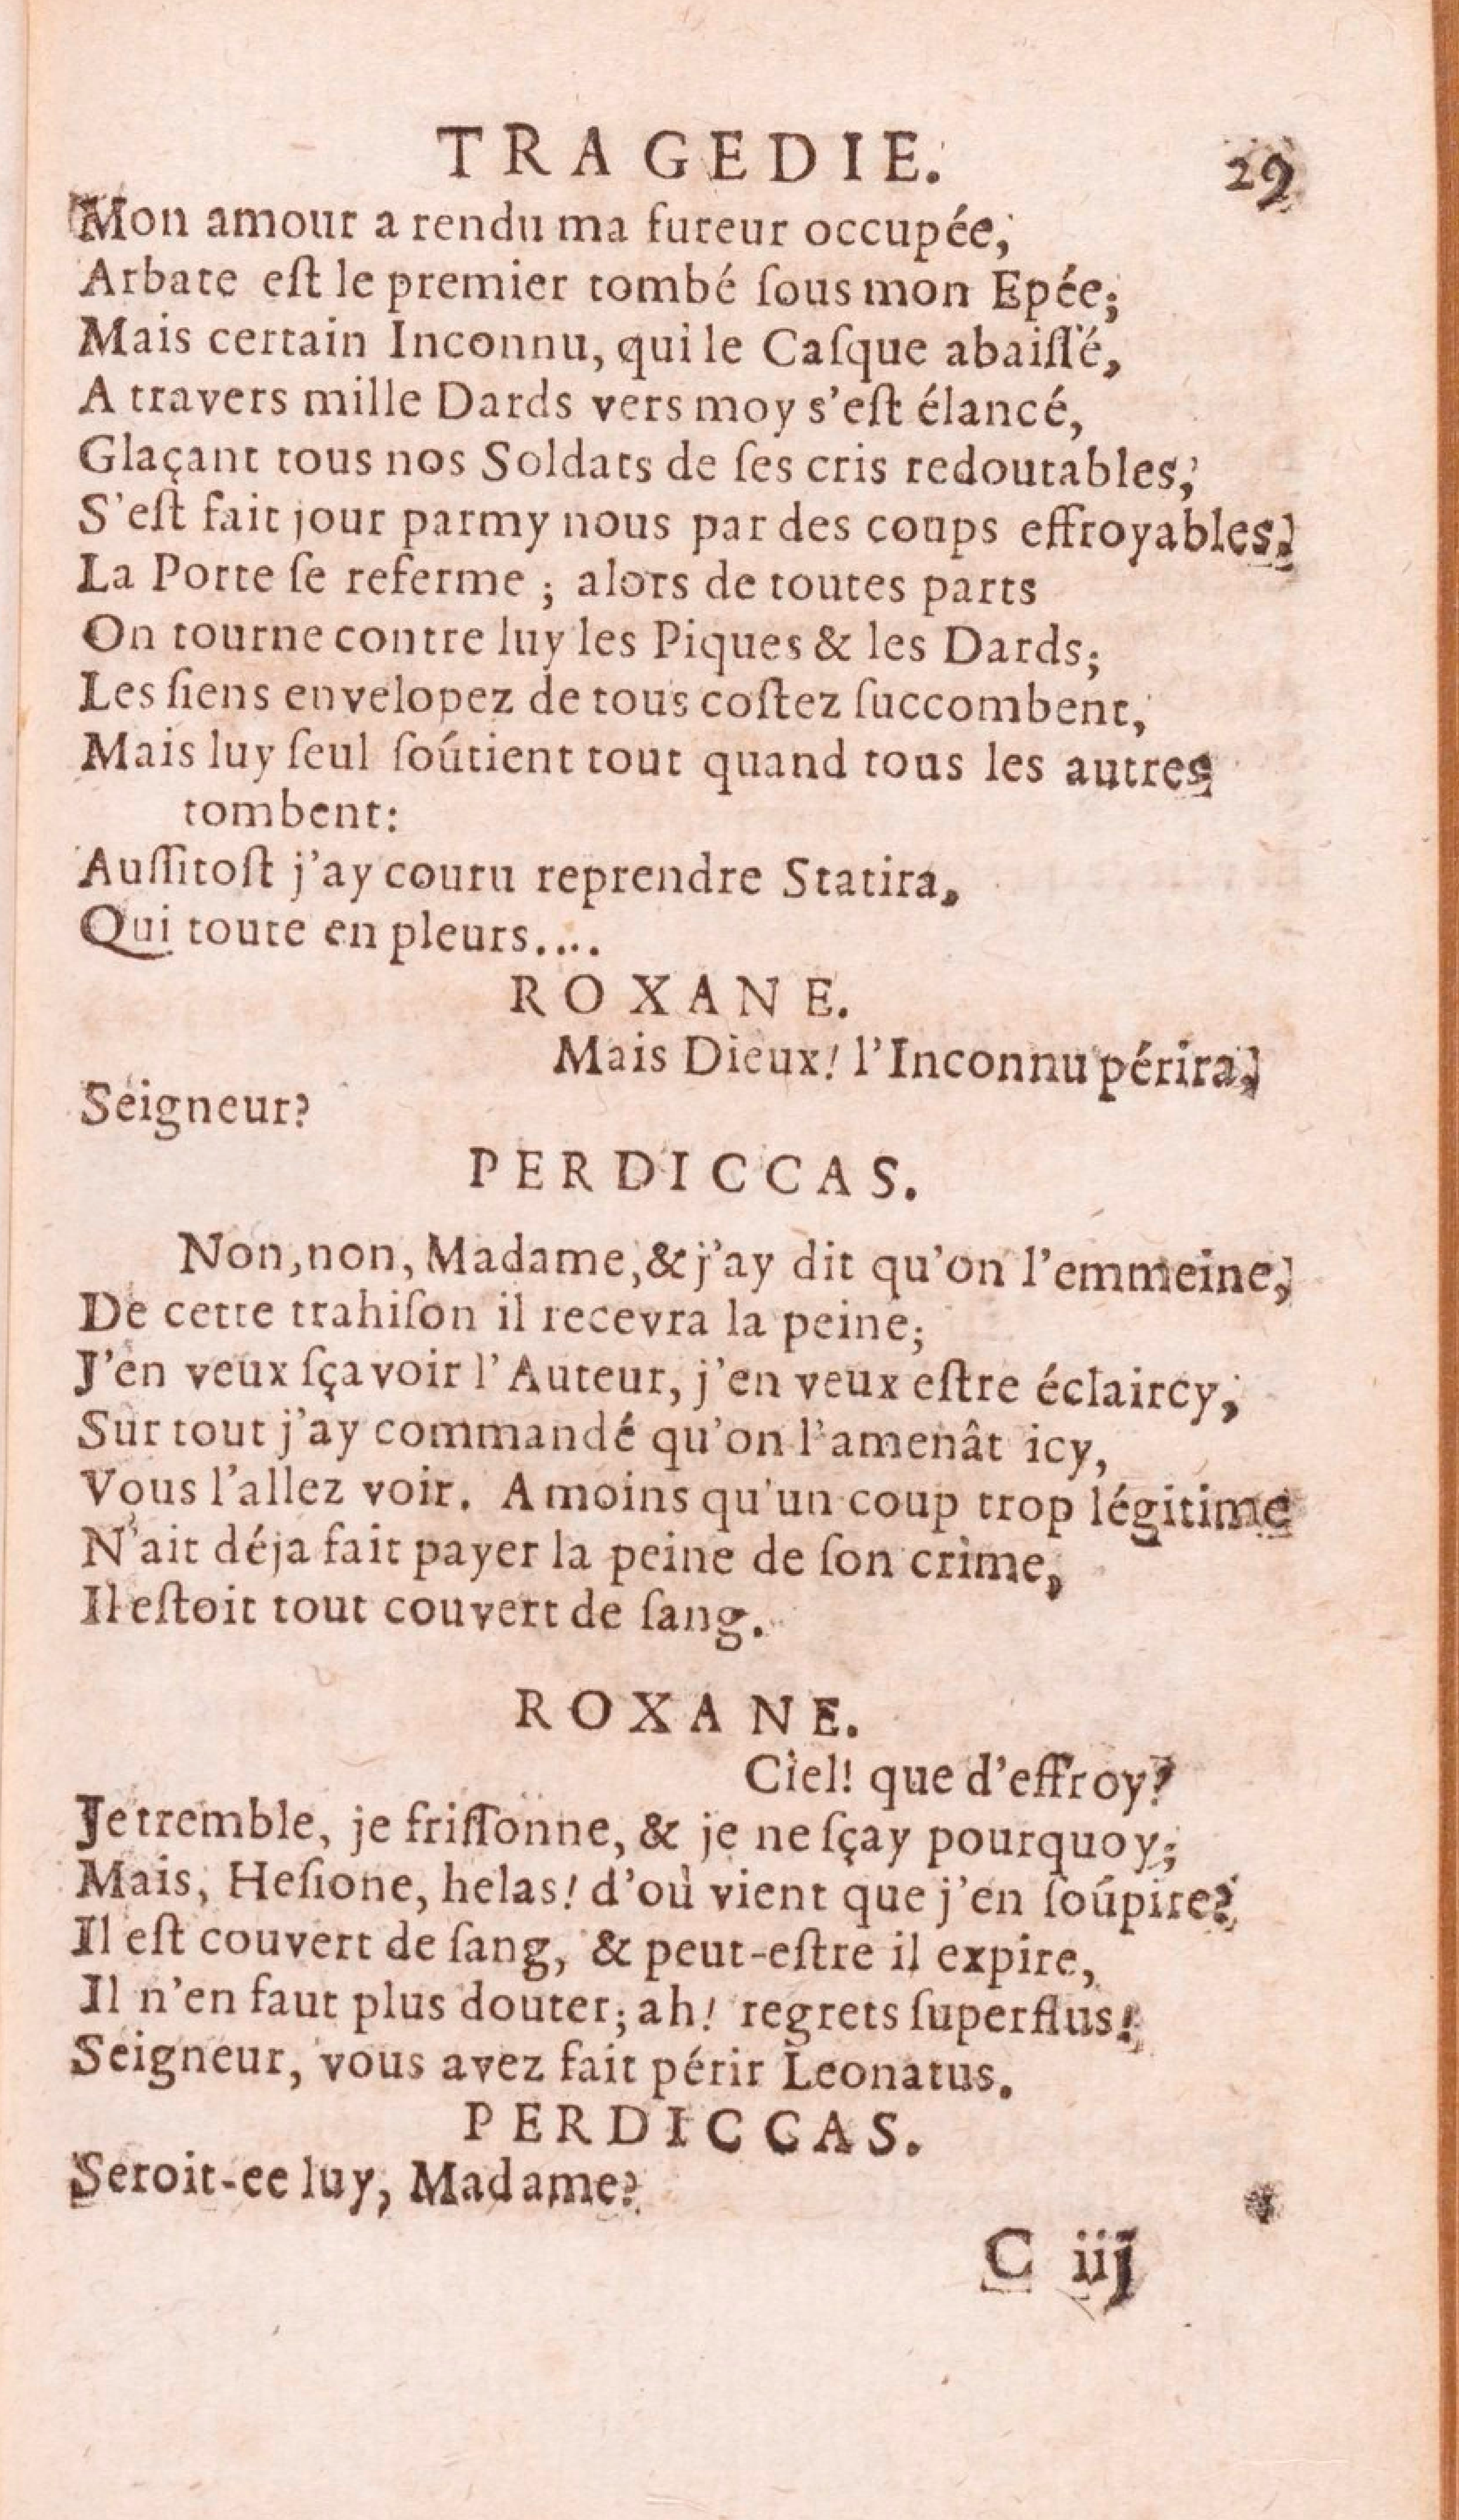 TRAGEDIE. 29
Mon amour a rendu ma fureur occupée,
Arbate eſt le premier tombé ſous mon Epée;
Mais certain Inconnu, qui le Caſque abaiſſé,
A travers mille Dards vers moy s'eſt élancé,
Glaçant tous nos Soldats de ſes cris redoutables,
S'eſt fait jour parmy nous par des coups effroyables.
La Porte ſe referme ; alors de toutes parts
On tourne contre luy les Piques & les Dards;
Les ſiens envelopez de tous coſtez ſuccombent,
Mais luy ſeul ſoûtient tout quand tous les autres
tombent:
Auſſitoſt j'ay couru reprendre Statira,
Qui toute en pleurs....
ROXANE.
Mais Dieux! l'Inconnu périra,
Seigneur?
PERDICCAS.
Non, non, Madame, & j'ay dit qu'on l'emmeine,
De cette trahiſon il recevra la peine;
J'en veux ſçavoir l'Auteur, j'en veux eſtre éclaircy,
Sur tout j'ay commandé qu'on l'amenât icy,
Vous l'allez voir. A moins qu'un coup trop légitime
N'ait déja fait payer la peine de ſon crime,
Il eſtoit tout couvert de ſang.
ROXANE.
Ciel! que d'effroy?
Je tremble, je friſſonne, & je ne ſçay pourquoy;
Mais, Heſione, helas! d'où vient que j'en ſoûpire?
Il eſt couvert de ſang, & peut-eſtre il expire,
Il n'en faut plus douter; ah! regrets ſuperflus!
Seigneur, vous avez fait périr Leonatus.
PERDICCAS.
Seroit-ce luy, Madame?
C iij